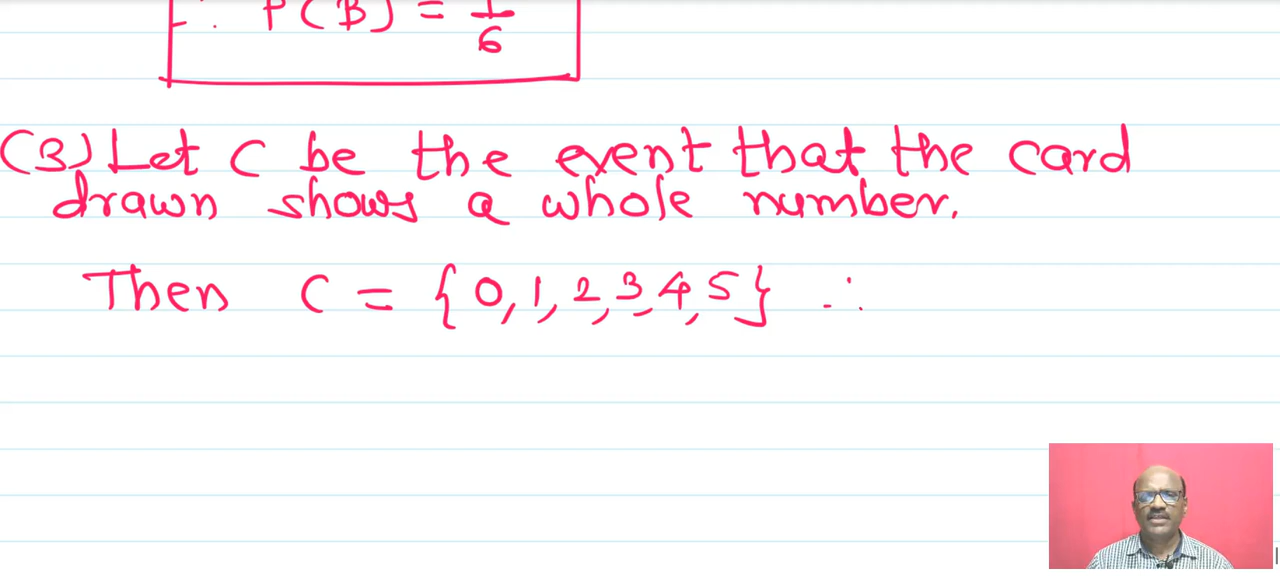 ∴ P(B) = 1/6
(3) Let C be the event that the card
drawn shows a whole number.
Then C = {0, 1, 2, 3, 4, 5} ∴